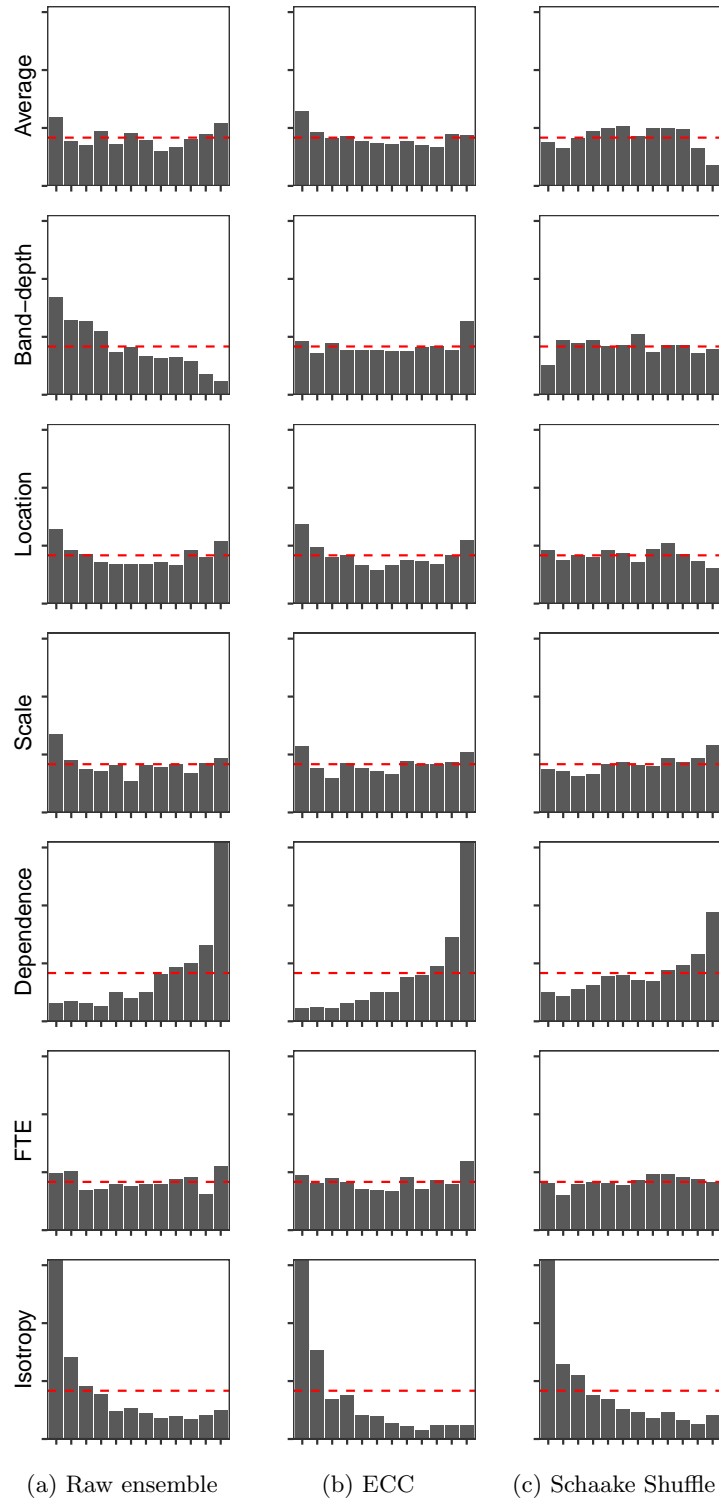 Average
Band-depth
Location
Scale
Dependence
FTE
Isotropy
(a) Raw ensemble
(b) ECC
(c) Schaake Shuffle